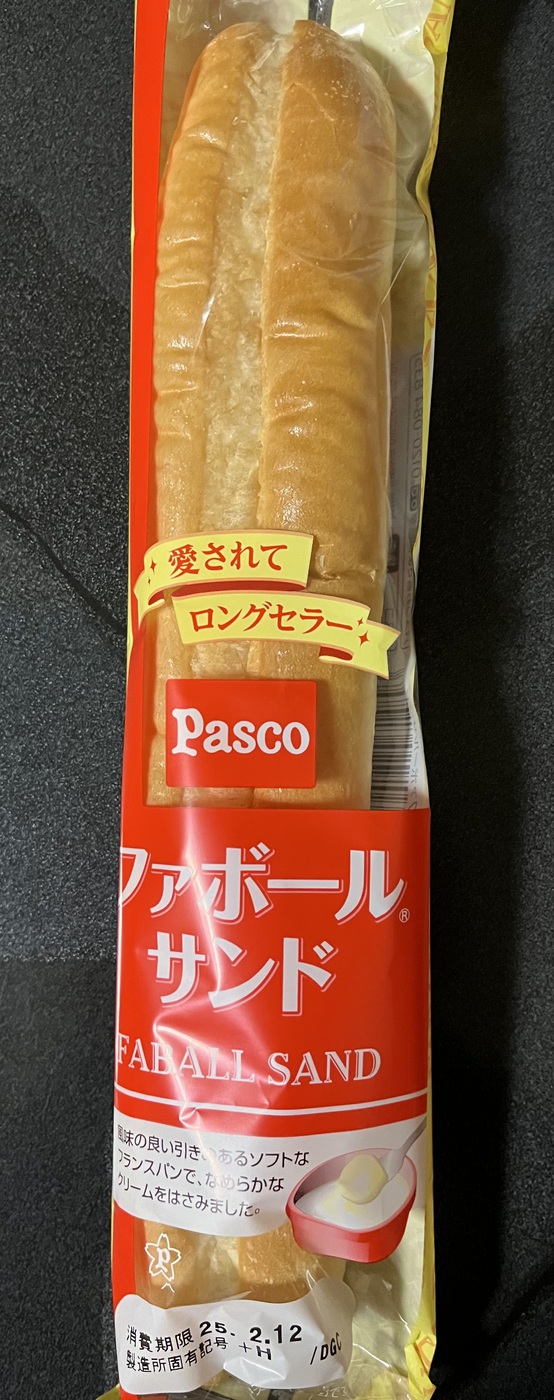 愛されて
ロングセラー
Pasco
ファボール®
サンド
FABALL SAND
風味の良い引きのあるソフトな
フランスパンで、なめらかな
クリームをはさみました。
消費期限 25.- 2.12
製造所固有記号 +H /DGC